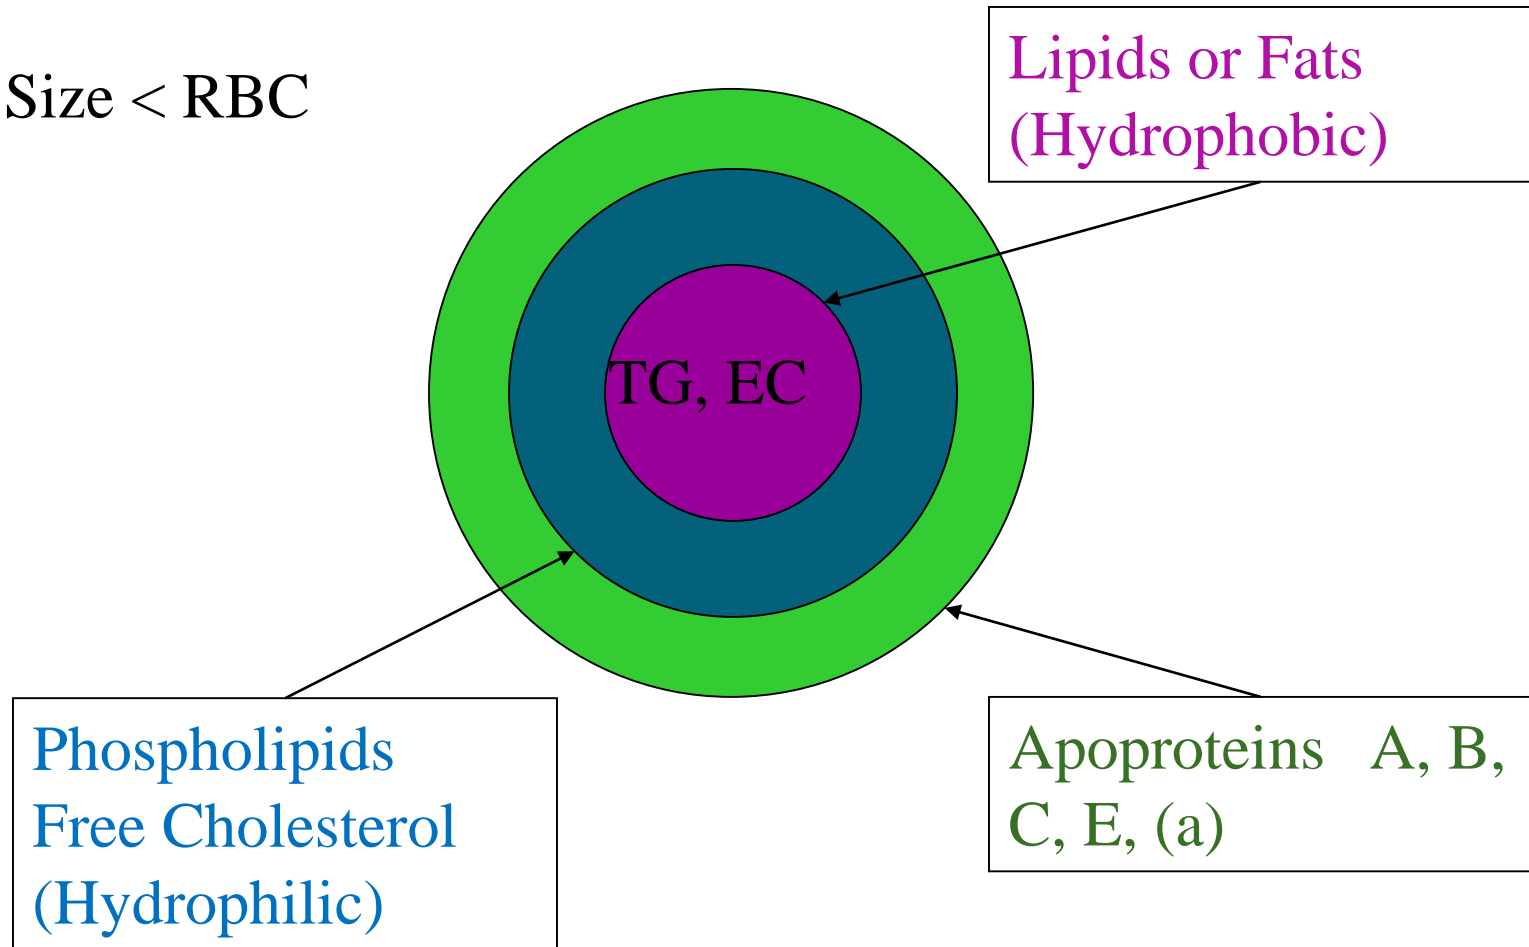 Size < RBC
Lipids or Fats
(Hydrophobic)
TG, EC
Phospholipids
Free Cholesterol
(Hydrophilic)
Apoproteins A, B,
C, E, (a)